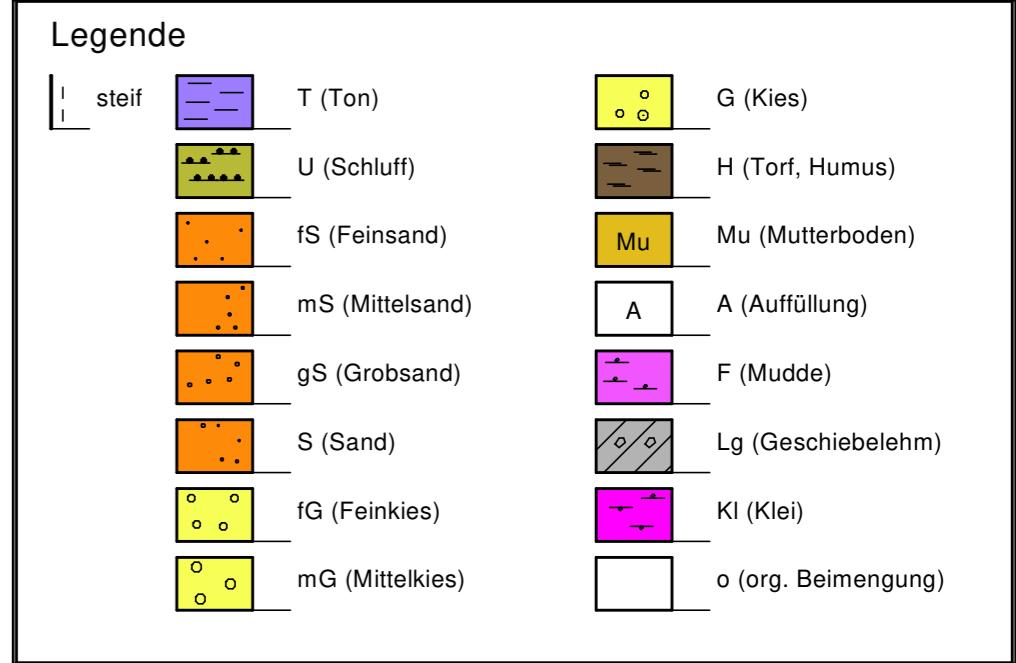 Legende
steif
T (Ton)
U (Schluff)
fS (Feinsand)
mS (Mittelsand)
gS (Grobsand)
S (Sand)
fG (Feinkies)
mG (Mittelkies)
G (Kies)
H (Torf, Humus)
Mu
Mu (Mutterboden)
A
A (Auffüllung)
F (Mudde)
Lg (Geschiebelehm)
Kl (Klei)
o (org. Beimengung)